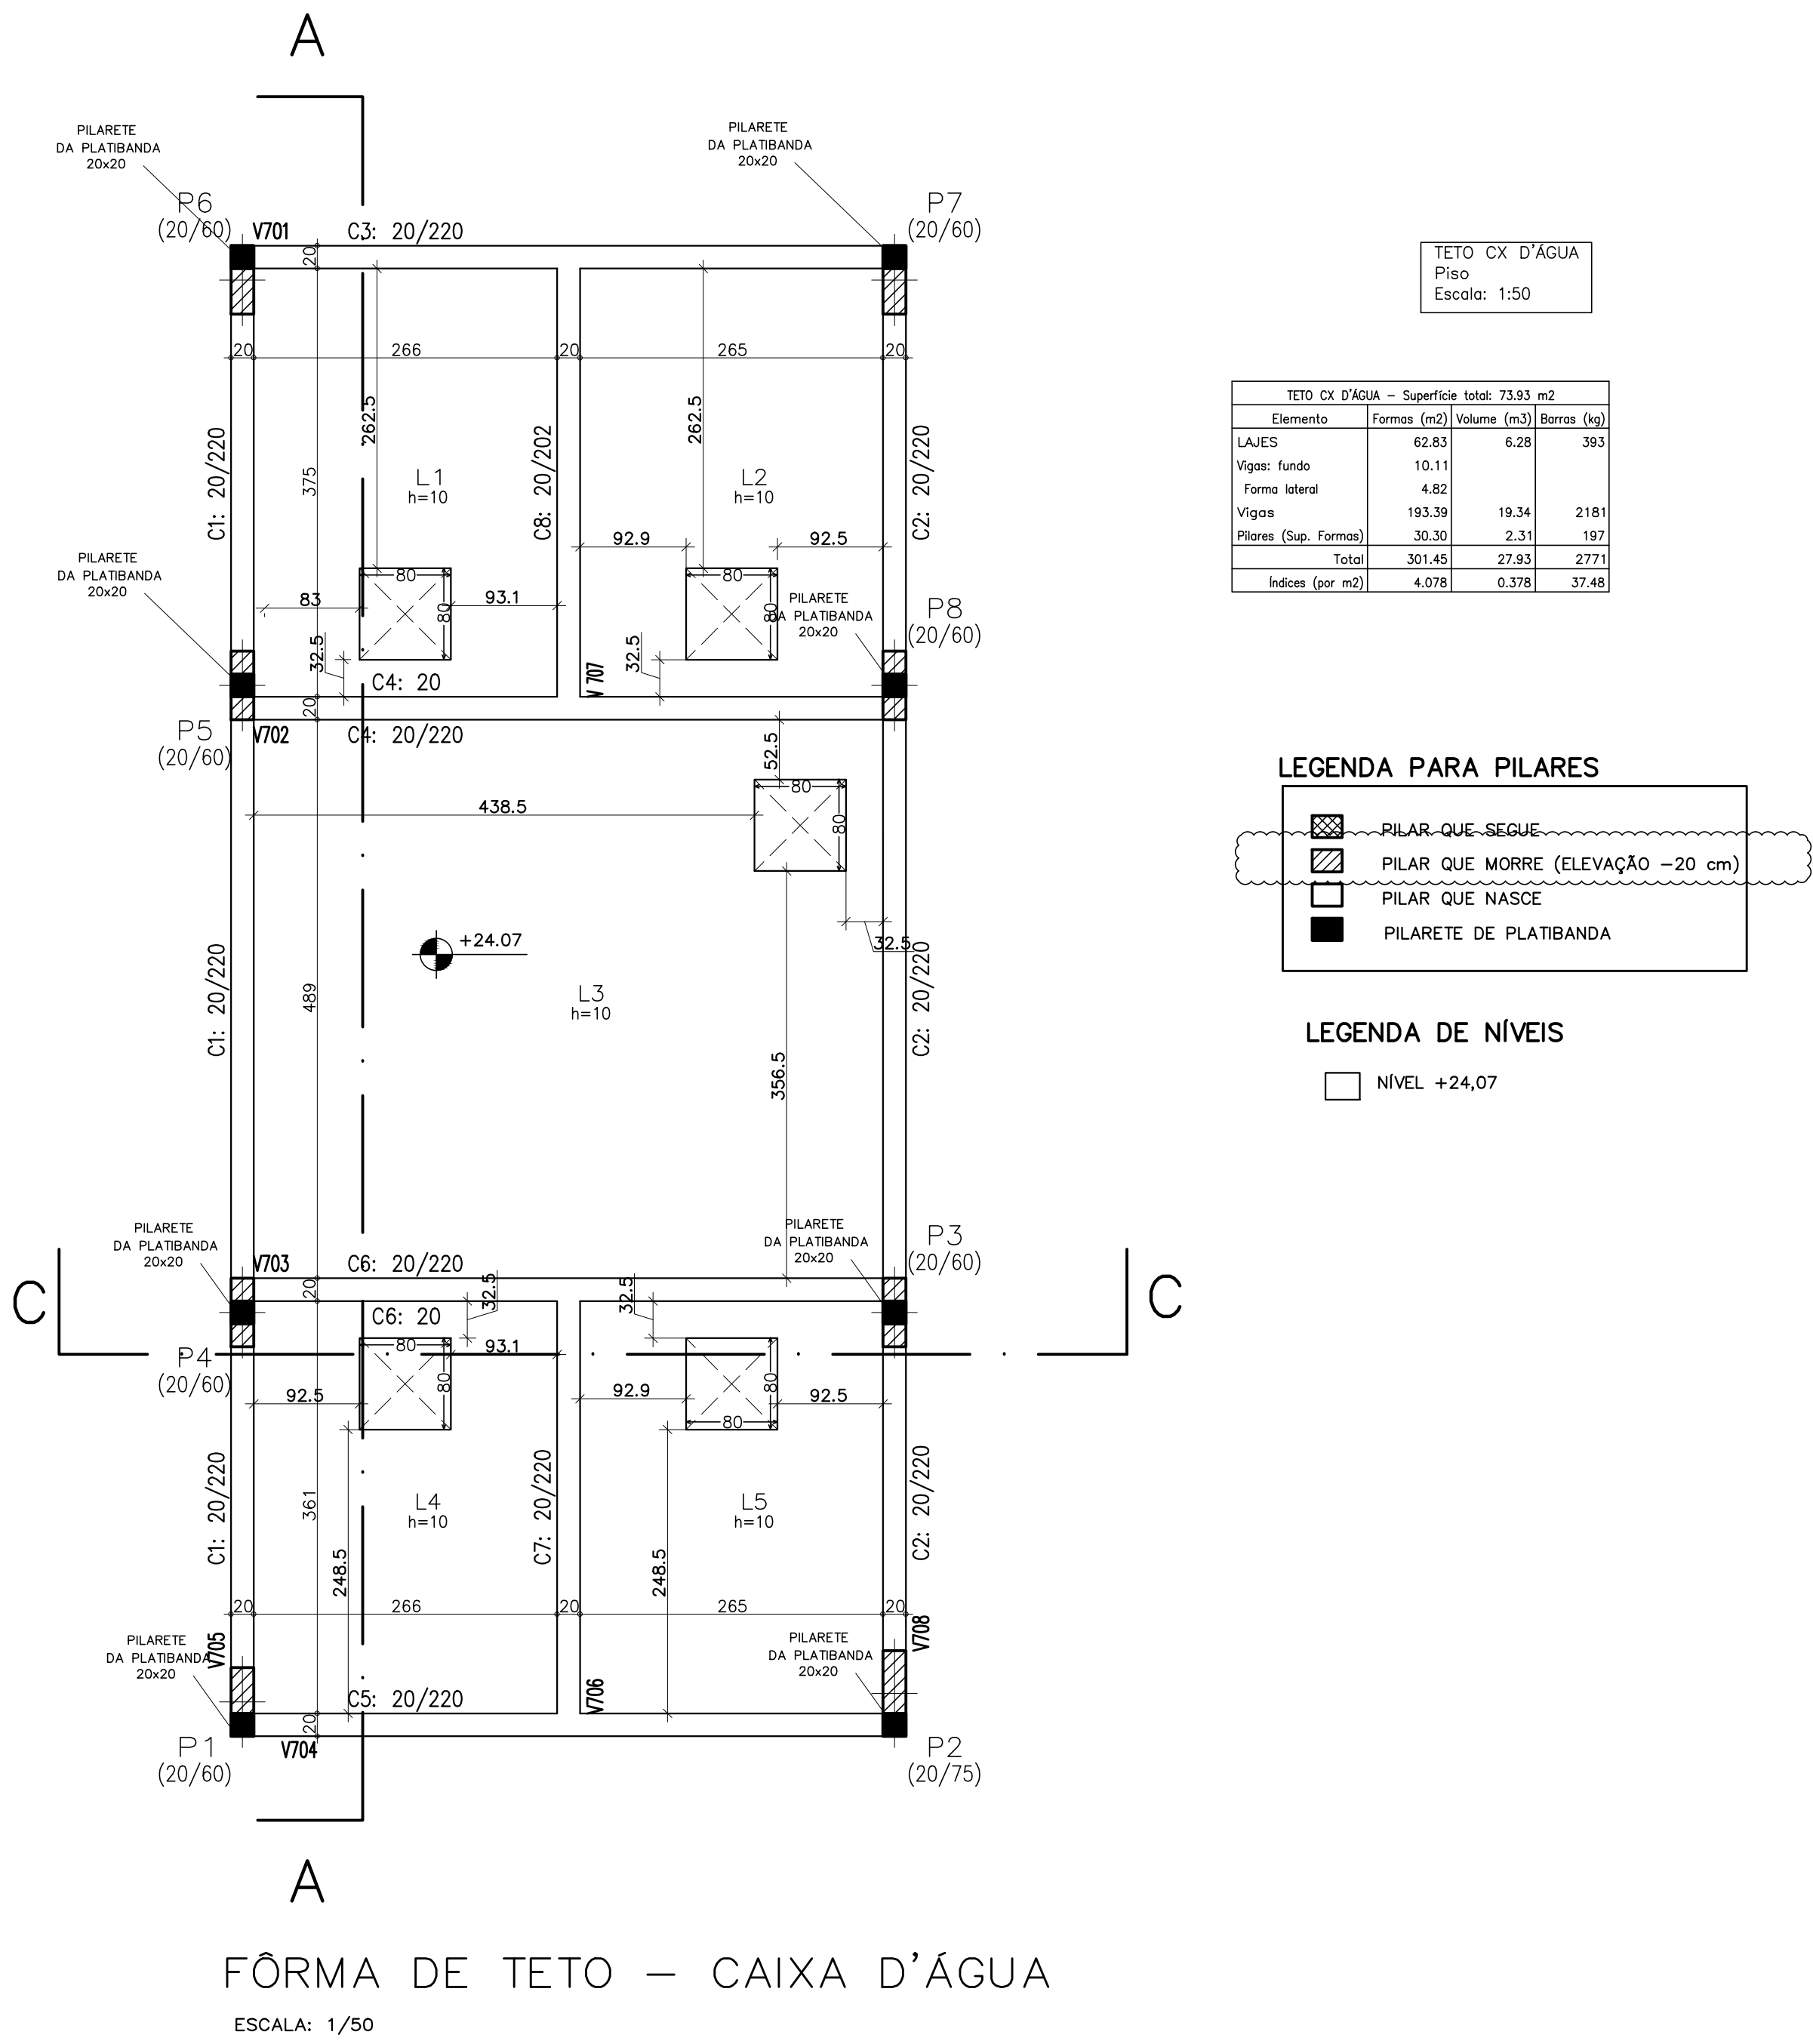 A
PILARETE
DA PLATIBANDA
20x20
PILARETE
DA PLATIBANDA
20x20
P6
(20/60)
V701
C3: 20/220
P7
(20/60)
20
20
266
20
265
20
262.5
262.5
375
C1: 20/220
L1
h=10
C8: 20/202
L2
h=10
C2: 20/220
92.9
92.5
PILARETE
DA PLATIBANDA
20x20
80
80
83
93.1
80
80
PILARETE
DA PLATIBANDA
20x20
P8
(20/60)
32.5
32.5
C4: 20
V 707
20
P5
(20/60)
V702
C4: 20/220
52.5
80
80
438.5
+24.07
32.5
C1: 20/220
489
L3
h=10
C2: 20/220
356.5
PILARETE
DA PLATIBANDA
20x20
PILARETE
DA PLATIBANDA
20x20
P3
(20/60)
V703
C6: 20/220
20
32.5
32.5
C6: 20
C
C
P4
(20/60)
80
93.1
80
80
92.5
92.9
92.5
80
C1: 20/220
361
L4
h=10
C7: 20/220
L5
h=10
C2: 20/220
248.5
248.5
20
266
20
265
20
PILARETE
DA PLATIBANDA
20x20
V705
PILARETE
DA PLATIBANDA
20x20
V708
C5: 20/220
V706
20
P1
(20/60)
V704
P2
(20/75)
A
FÔRMA DE TETO – CAIXA D'ÁGUA
ESCALA: 1/50
TETO CX D'ÁGUA
Piso
Escala: 1:50
TETO CX D'ÁGUA – Superfície total: 73.93 m2
Elemento Formas (m2) Volume (m3) Barras (kg)
LAJES 62.83 6.28 393
Vigas: fundo 10.11
Forma lateral 4.82
Vigas 193.39 19.34 2181
Pilares (Sup. Formas) 30.30 2.31 197
Total 301.45 27.93 2771
Índices (por m2) 4.078 0.378 37.48
LEGENDA PARA PILARES
PILAR QUE SEGUE
PILAR QUE MORRE (ELEVAÇÃO -20 cm)
PILAR QUE NASCE
PILARETE DE PLATIBANDA
LEGENDA DE NÍVEIS
NÍVEL +24,07